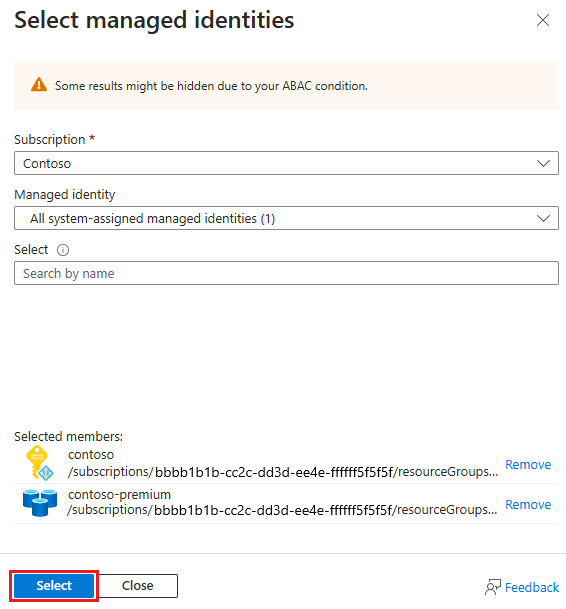 Select managed identities
Some results might be hidden due to your ABAC condition.
Subscription *
Contoso
Managed identity
All system-assigned managed identities (1)
Select
Search by name
Selected members:
contoso
/subscriptions/bbbb1b1b-cc2c-dd3d-ee4e-ffffff5f5f5f/resourceGroups...
Remove
contoso-premium
/subscriptions/bbbb1b1b-cc2c-dd3d-ee4e-ffffff5f5f5f/resourceGroups...
Remove
Select
Close
Feedback